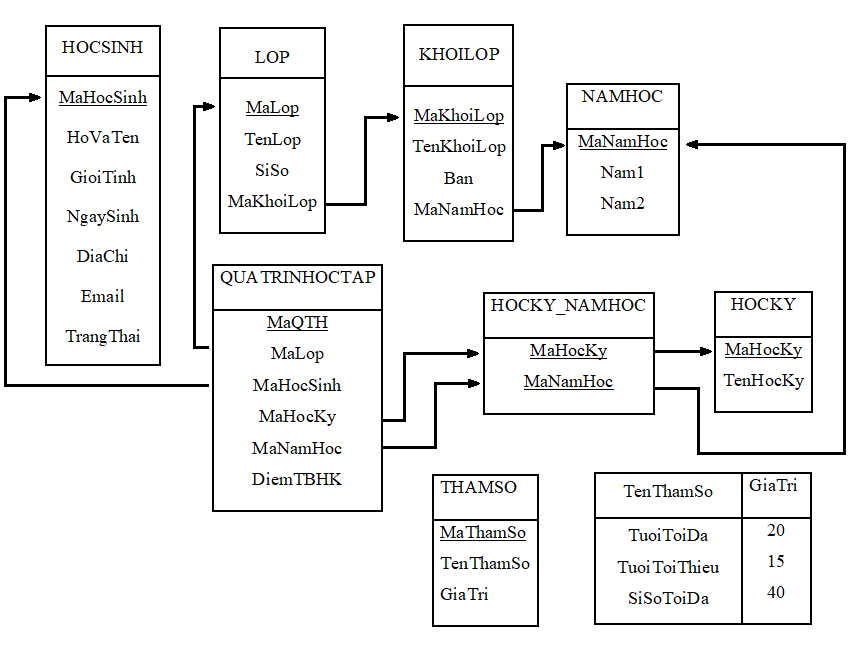 HOCSINH
MaHocSinh
HoVaTen
GioiTinh
NgaySinh
DiaChi
Email
TrangThai
LOP
MaLop
TenLop
SiSo
MaKhoiLop
KHOILOP
MaKhoiLop
TenKhoiLop
Ban
MaNamHoc
NAMHOC
MaNamHoc
Nam1
Nam2
QUATRINHOCTAP
MaQTH
MaLop
MaHocSinh
MaHocKy
MaNamHoc
DiemTBHK
HOCKY_NAMHOC
MaHocKy
MaNamHoc
HOCKY
MaHocKy
TenHocKy
THAMSO
MaThamSo
TenThamSo
GiaTri
TenThamSo GiaTri
TuoiToiDa 20
TuoiToiThieu 15
SiSoToiDa 40